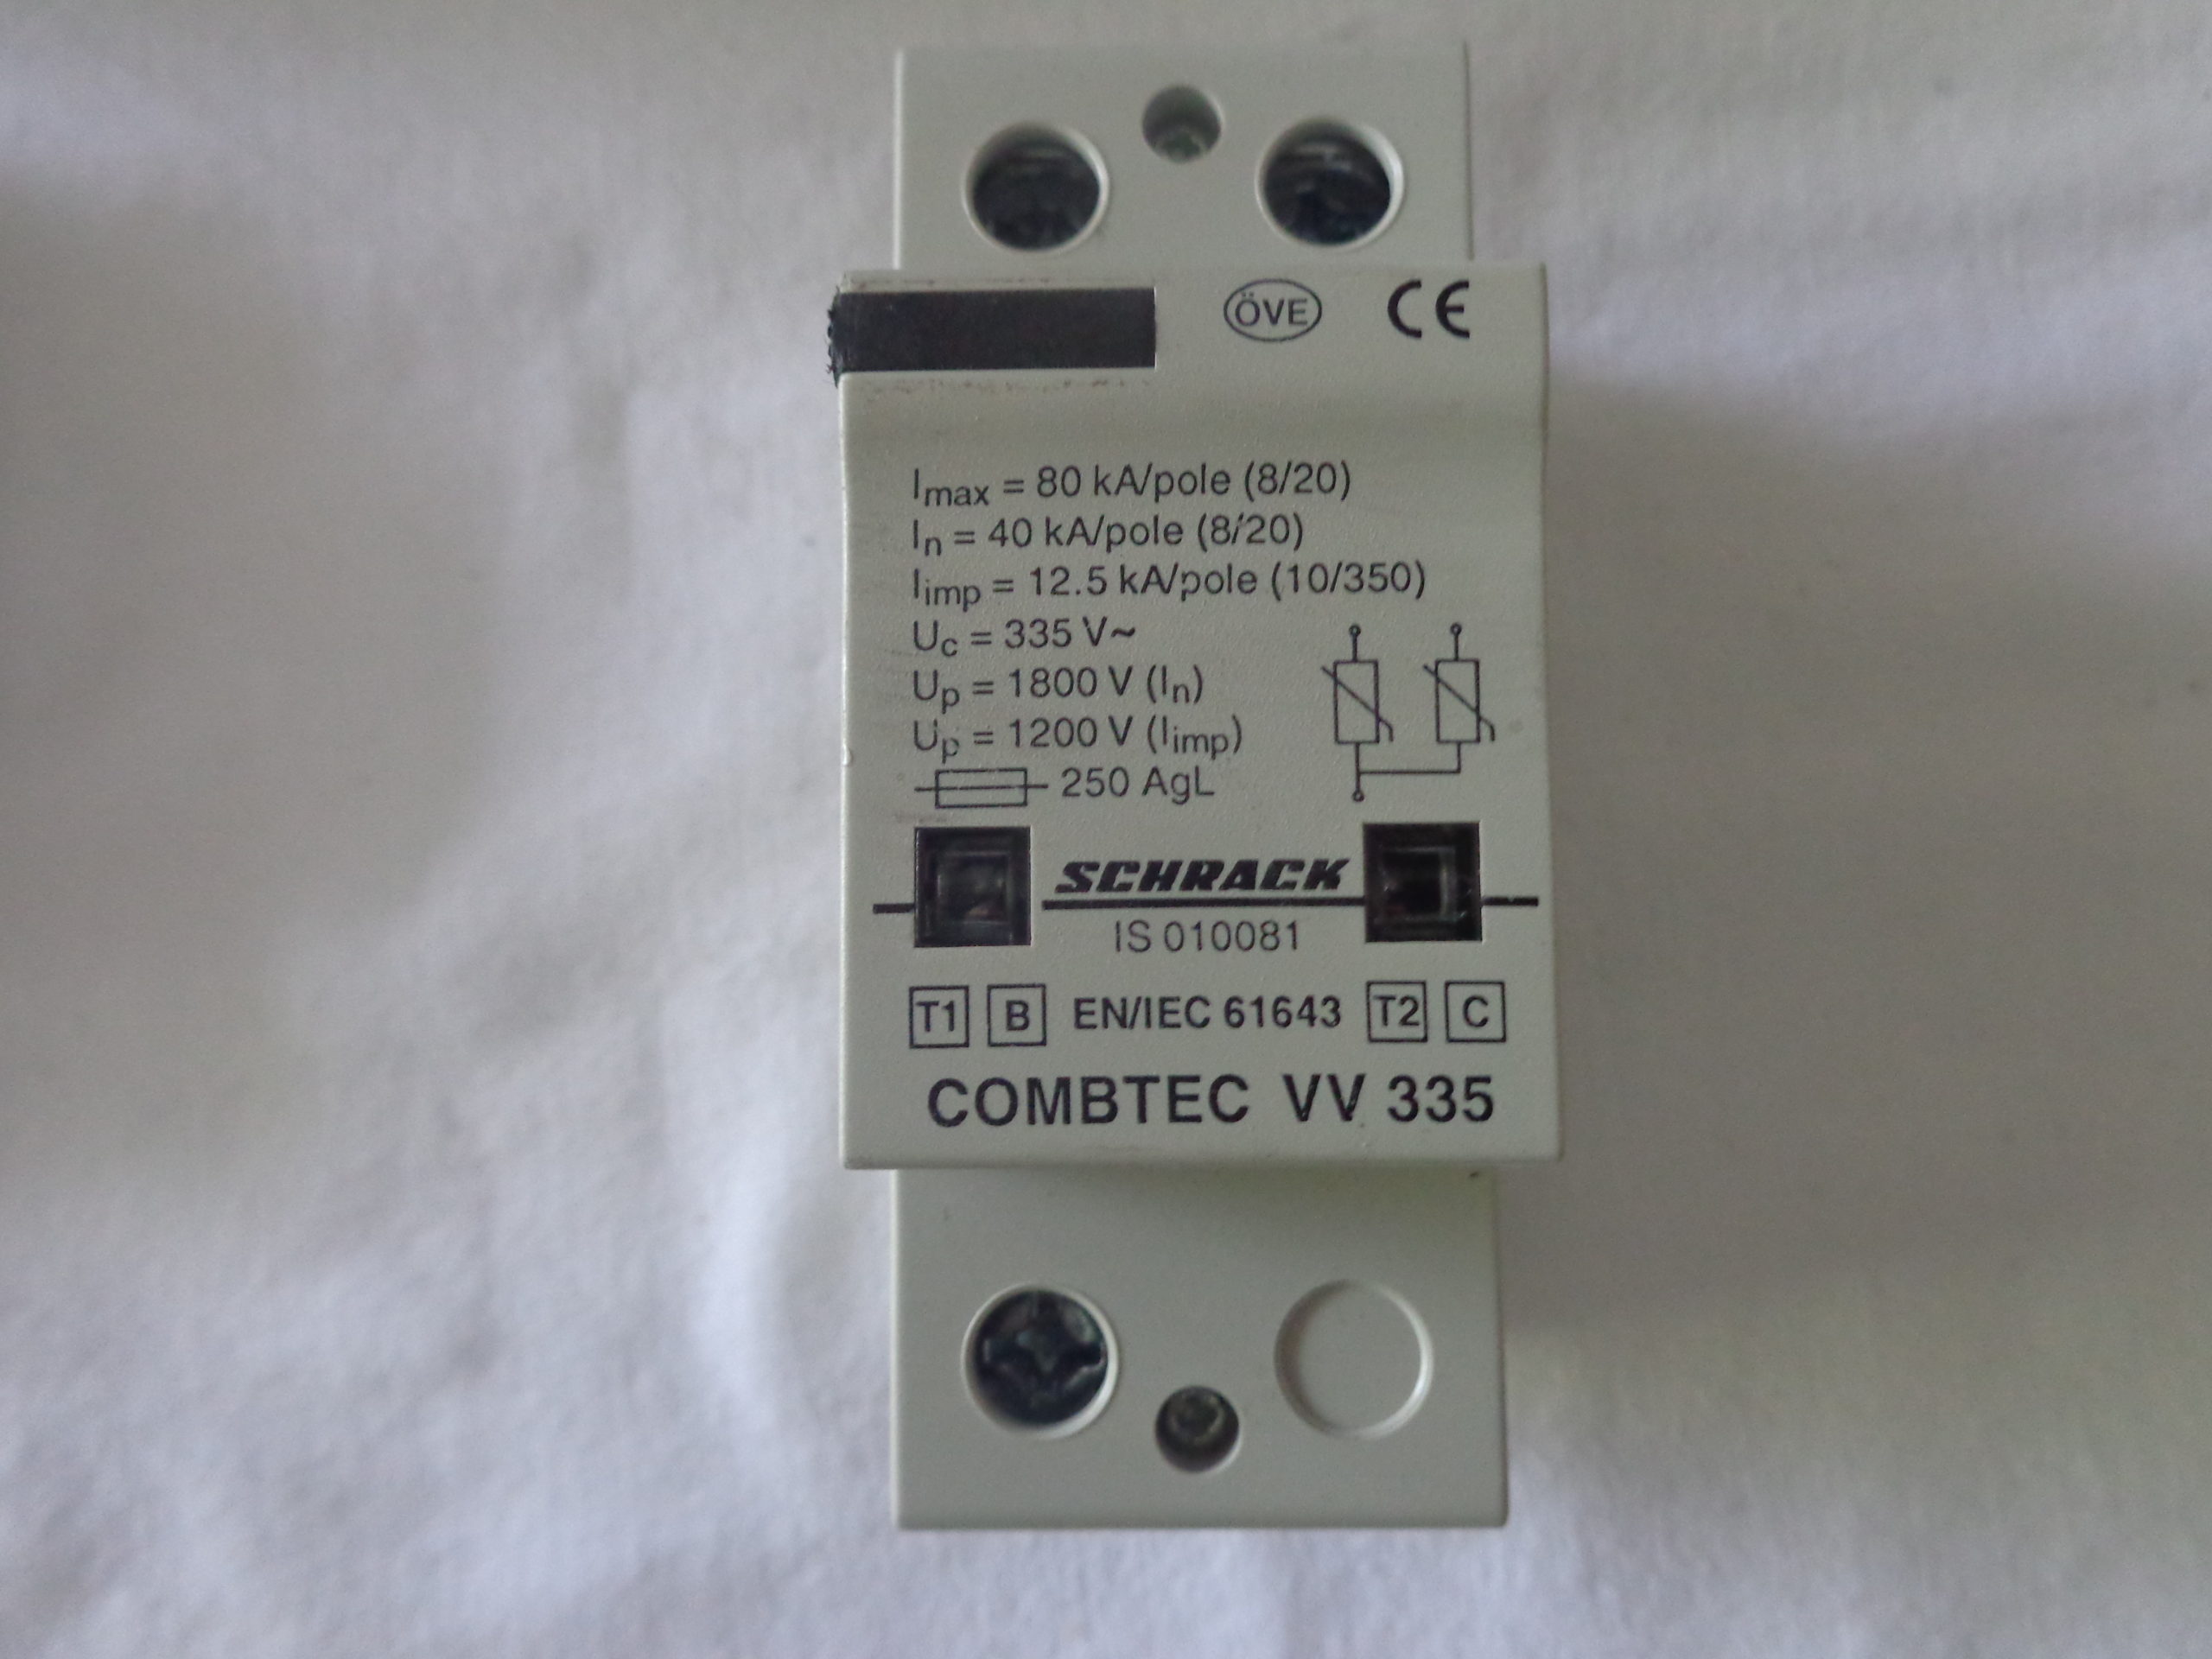 ÖVE CE
Imax = 80 kA/pole (8/20)
In = 40 kA/pole (8/20)
Iimp = 12.5 kA/pole (10/350)
Uc = 335 V~
Up = 1800 V (In)
Up = 1200 V (Iimp)
250 AgL
SCHRACK
IS 010081
T1 B EN/IEC 61643 T2 C
COMBTEC VV 335